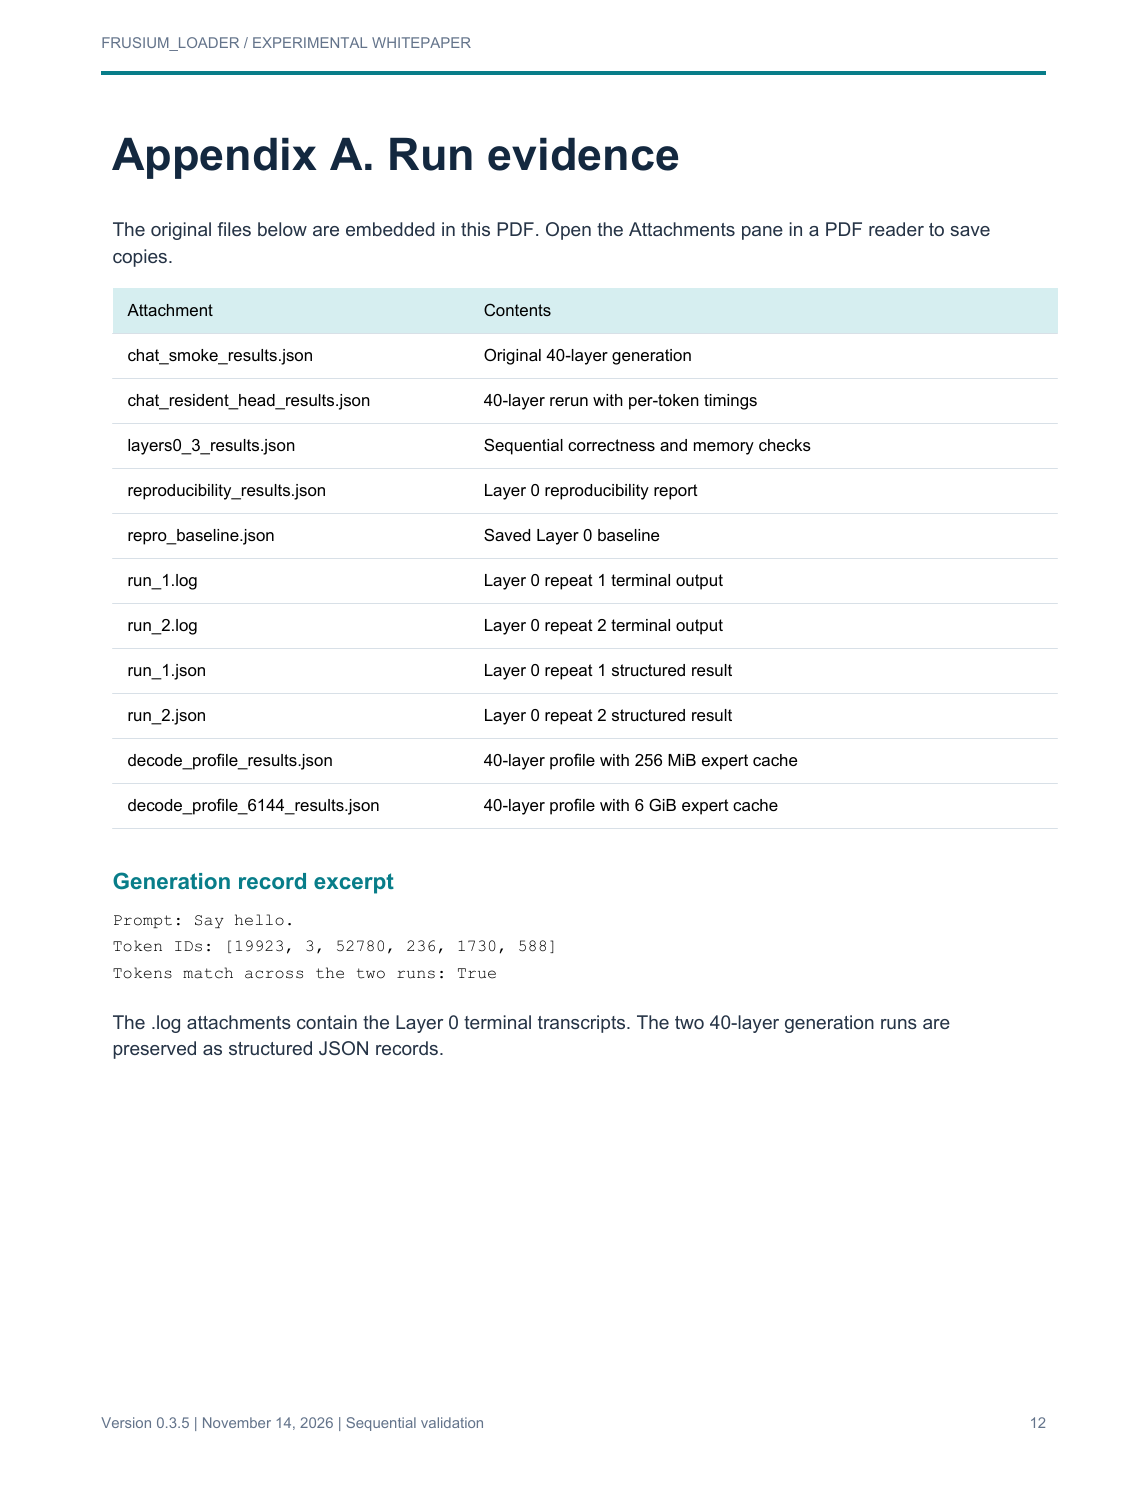 FRUSIUM_LOADER / EXPERIMENTAL WHITEPAPER
Appendix A. Run evidence
The original files below are embedded in this PDF. Open the Attachments pane in a PDF reader to save
copies.
Attachment Contents
chat_smoke_results.json Original 40-layer generation
chat_resident_head_results.json 40-layer rerun with per-token timings
layers0_3_results.json Sequential correctness and memory checks
reproducibility_results.json Layer 0 reproducibility report
repro_baseline.json Saved Layer 0 baseline
run_1.log Layer 0 repeat 1 terminal output
run_2.log Layer 0 repeat 2 terminal output
run_1.json Layer 0 repeat 1 structured result
run_2.json Layer 0 repeat 2 structured result
decode_profile_results.json 40-layer profile with 256 MiB expert cache
decode_profile_6144_results.json 40-layer profile with 6 GiB expert cache
Generation record excerpt
Prompt: Say hello.
Token IDs: [19923, 3, 52780, 236, 1730, 588]
Tokens match across the two runs: True
The .log attachments contain the Layer 0 terminal transcripts. The two 40-layer generation runs are
preserved as structured JSON records.
Version 0.3.5 | November 14, 2026 | Sequential validation 12